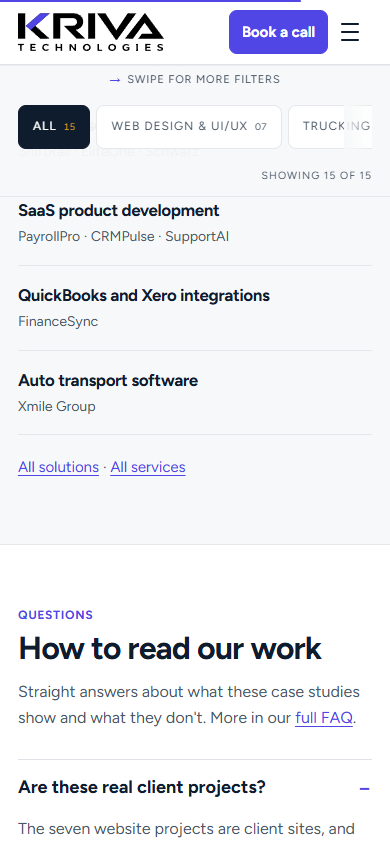 KRIVA
TECHNOLOGIES
Book a call
→ SWIPE FOR MORE FILTERS
ALL 15
WEB DESIGN & UI/UX 07
TRUCKING
SHOWING 15 OF 15
SaaS product development
PayrollPro · CRMPulse · SupportAI
QuickBooks and Xero integrations
FinanceSync
Auto transport software
Xmile Group
All solutions · All services
QUESTIONS
How to read our work
Straight answers about what these case studies
show and what they don't. More in our full FAQ.
Are these real client projects? –
The seven website projects are client sites, and